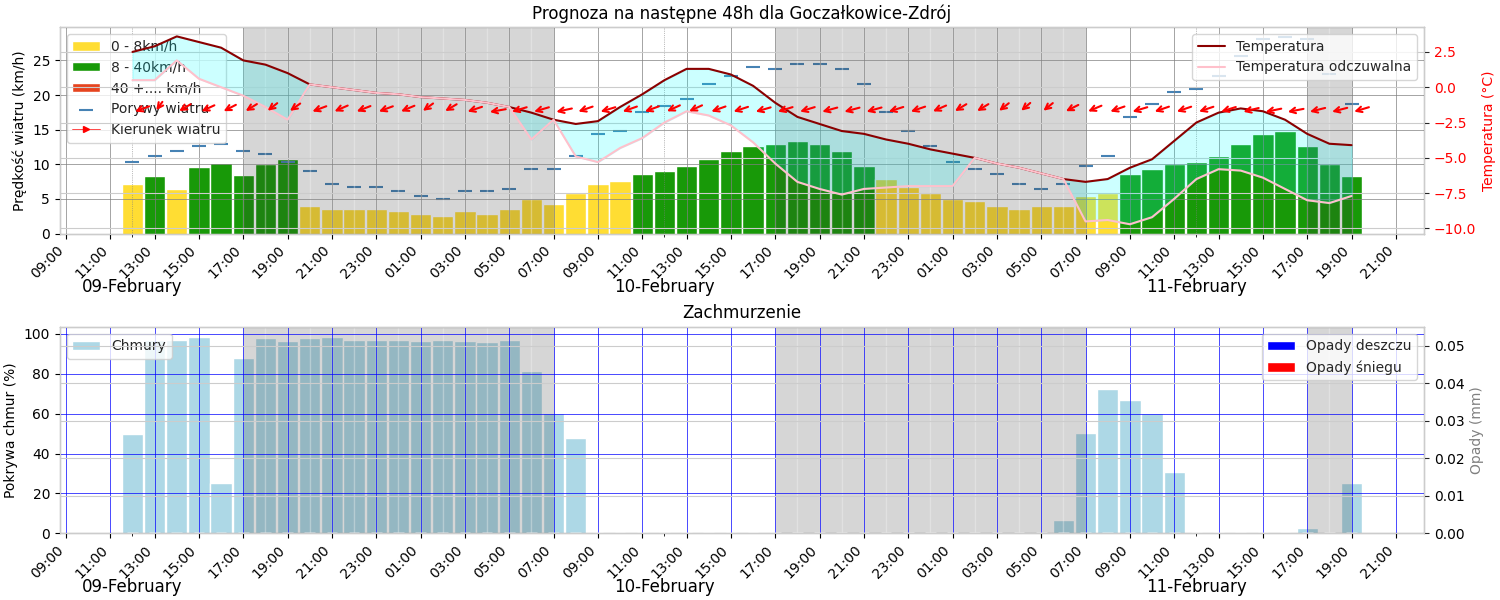 Prognoza na następne 48h dla Goczałkowice-Zdrój
Prędkość wiatru (km/h)
25
20
15
10
5
0
0 - 8km/h
8 - 40km/h
40 +.... km/h
Porywy wiatru
Kierunek wiatru
Temperatura
Temperatura odczuwalna
2.5
0.0
−2.5
−5.0
−7.5
−10.0
Temperatura (°C)
09:00 11:00 13:00 15:00 17:00 19:00 21:00 23:00 01:00 03:00 05:00 07:00 09:00 11:00 13:00 15:00 17:00 19:00 21:00 23:00 01:00 03:00 05:00 07:00 09:00 11:00 13:00 15:00 17:00 19:00 21:00
09-February 10-February 11-February
Zachmurzenie
Pokrywa chmur (%)
100
80
60
40
20
0
Chmury
Opady deszczu
Opady śniegu
0.05
0.04
0.03
0.02
0.01
0.00
Opady (mm)
09:00 11:00 13:00 15:00 17:00 19:00 21:00 23:00 01:00 03:00 05:00 07:00 09:00 11:00 13:00 15:00 17:00 19:00 21:00 23:00 01:00 03:00 05:00 07:00 09:00 11:00 13:00 15:00 17:00 19:00 21:00
09-February 10-February 11-February